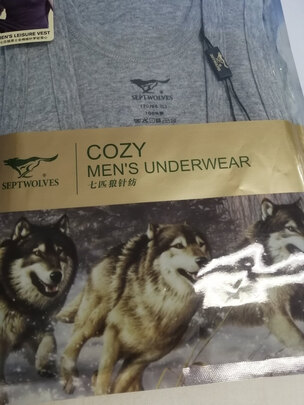 MEN'S LEISURE VEST
SEPTWOLVES
SEPTWOLVES
COZY
MEN'S UNDERWEAR
七匹狼针纺